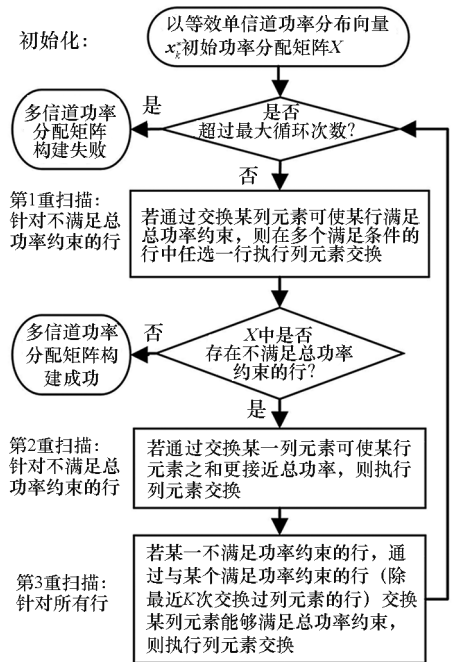 初始化：
以等效单信道功率分布向量
x*k初始功率分配矩阵X
是
多信道功率
分配矩阵
构建失败
是否
超过最大循环次数？
否
第1重扫描：
针对不满足总
功率约束的行
若通过交换某列元素可使某行满足
总功率约束，则在多个满足条件的
行中任选一行执行列元素交换
否
多信道功率
分配矩阵构
建成功
X中是否
存在不满足总功率
约束的行？
是
第2重扫描：
针对不满足总
功率约束的行
若通过交换某一列元素可使某行
元素之和更接近总功率，则执行
列元素交换
第3重扫描：
针对所有行
若某一不满足功率约束的行，通
过与某个满足功率约束的行（除
最近K次交换过列元素的行）交换
某列元素能够满足总功率约束，
则执行列元素交换